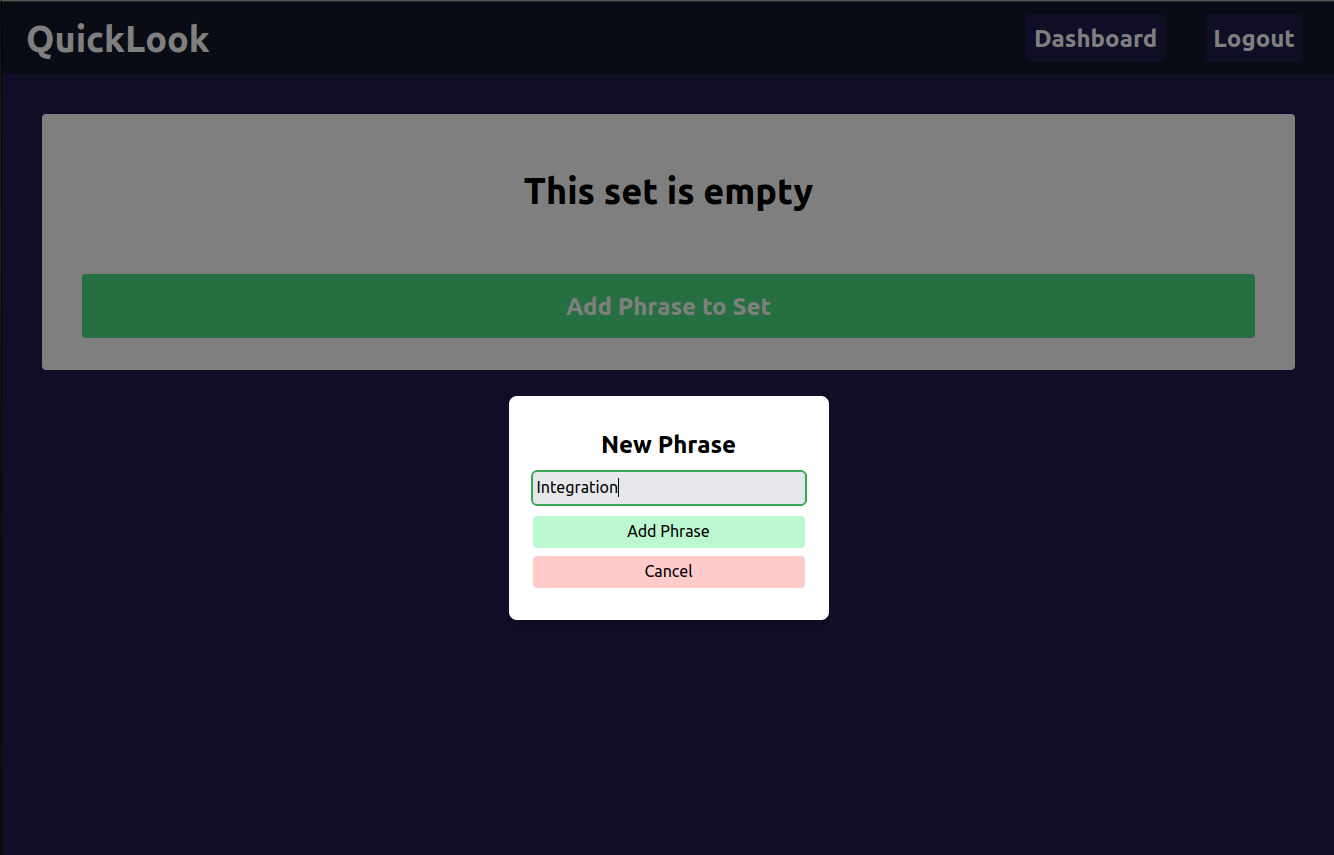 QuickLook Dashboard Logout
This set is empty
Add Phrase to Set
New Phrase
Integration
Add Phrase
Cancel